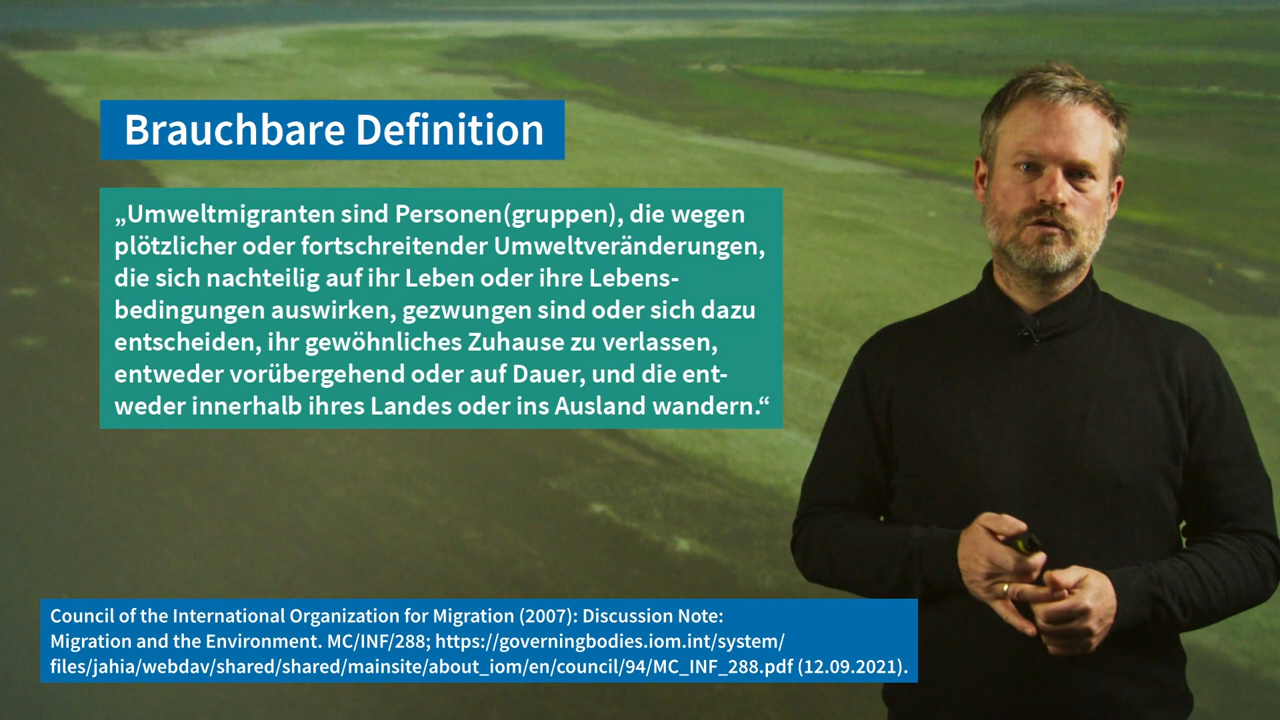 Brauchbare Definition
„Umweltmigranten sind Personen(gruppen), die wegen
plötzlicher oder fortschreitender Umweltveränderungen,
die sich nachteilig auf ihr Leben oder ihre Lebens-
bedingungen auswirken, gezwungen sind oder sich dazu
entscheiden, ihr gewöhnliches Zuhause zu verlassen,
entweder vorübergehend oder auf Dauer, und die ent-
weder innerhalb ihres Landes oder ins Ausland wandern.“
Council of the International Organization for Migration (2007): Discussion Note:
Migration and the Environment. MC/INF/288; https://governingbodies.iom.int/system/
files/jahia/webdav/shared/shared/mainsite/about_iom/en/council/94/MC_INF_288.pdf (12.09.2021).